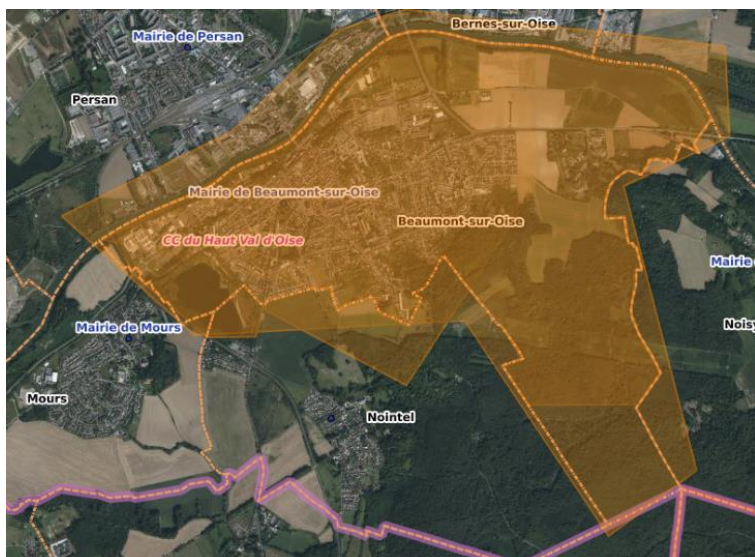 Bernes-sur-Oise
Mairie de Persan
Persan
Mairie de Beaumont-sur-Oise
Beaumont-sur-Oise
CC du Haut Val d'Oise
Mairie
Mairie de Mours
Noisy
Mours
Nointel